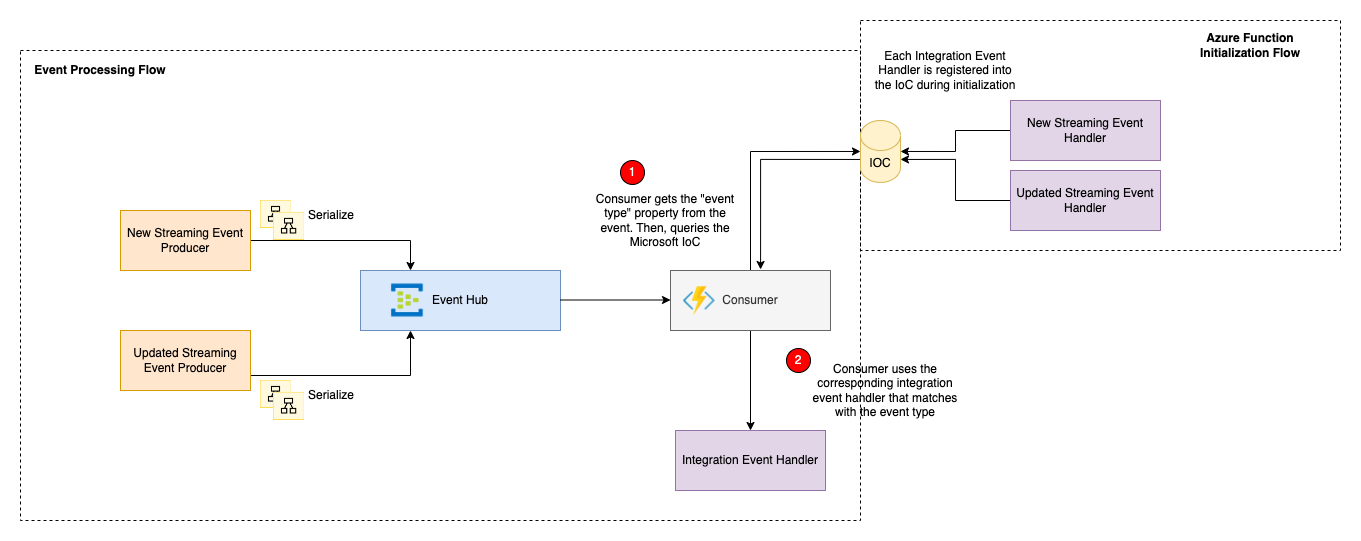 Azure Function
Initialization Flow
Each Integration Event
Handler is registered into
the IoC during initialization
Event Processing Flow
New Streaming Event
Handler
IOC
Updated Streaming Event
Handler
1
Consumer gets the "event
type" property from the
event. Then, queries the
Microsoft IoC
Serialize
New Streaming Event
Producer
Event Hub
Consumer
Updated Streaming
Event Producer
Serialize
2
Consumer uses the
corresponding integration
event handler that matches
with the event type
Integration Event Handler